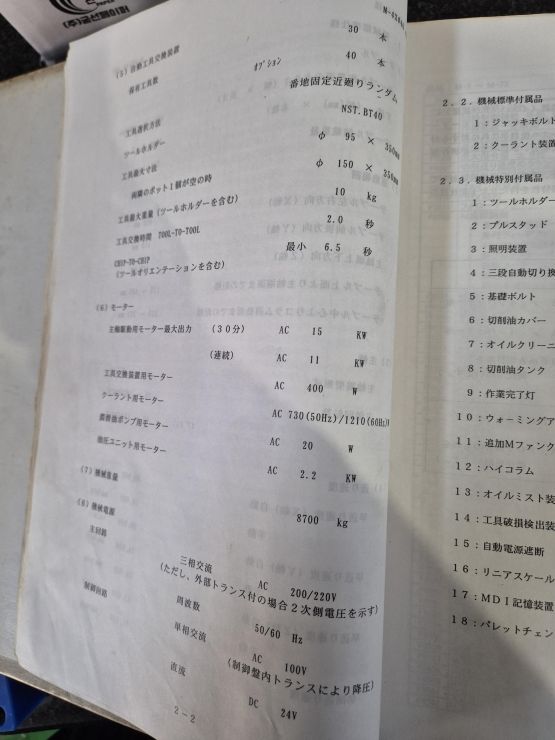 (주)국선통이퍼
(5) 自動工具交換装置
保有工具数 30 本
オプション 40 本
工具選択方法 番地固定近廻りランダム
ツールホルダー NST.BT40
工具最大寸法 φ 95 × 350mm
両隣のポット1個が空の時 φ 150 × 350mm
工具最大重量(ツールホルダーを含む) 10 kg
工具交換時間 TOOL-TO-TOOL 2.0 秒
CHIP-TO-CHIP 最小 6.5 秒
(ツールオリエンテーションを含む)
(6) モーター
主軸駆動用モーター最大出力 (30分) AC 15 KW
(連続) AC 11 KW
工具交換装置用モーター AC 400 W
クーラント用モーター AC 730(50Hz)/1210(60Hz)
潤滑油ポンプ用モーター AC 20 W
油圧ユニット用モーター AC 2.2 KW
(7) 機械重量 8700 kg
(8) 機械電源
主回路 三相交流 AC 200/220V
(ただし、外部トランス付の場合2次側電圧を示す)
周波数 50/60 Hz
制御回路 単相交流 AC 100V
(制御盤内トランスにより降圧)
直流 DC 24V
2-2
2.2.機械標準付属品
1:ジャッキボルト
2:クーラント装置
2.3.機械特別付属品
1:ツールホルダー
2:プルスタッド
3:照明装置
4:三段自動切り換
5:基礎ボルト
6:切削油カバー
7:オイルクリーニ
8:切削油タンク
9:作業完了灯
10:ウォーミングア
11:追加Mファンク
12:ハイコラム
13:オイルミスト装
14:工具破損検出装
15:自動電源遮断
16:リニアスケール
17:MDI記憶装置
18:パレットチェン